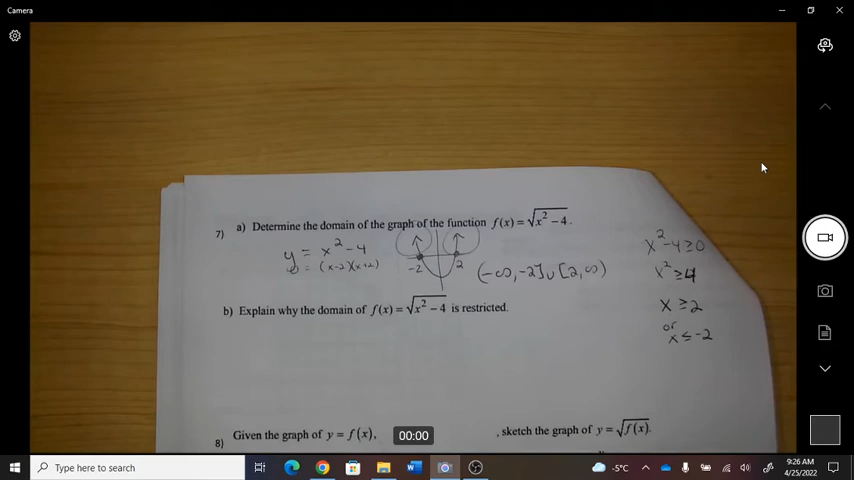 Camera
7) a) Determine the domain of the graph of the function f(x) = √(x² − 4).
y = x² − 4
0 = (x−2)(x+2)
−2
2
(−∞, −2] ∪ [2, ∞)
x² − 4 ≥ 0
x² ≥ 4
x ≥ 2
or
x ≤ −2
b) Explain why the domain of f(x) = √(x² − 4) is restricted.
8) Given the graph of y = f(x), , sketch the graph of y = √f(x).
00:00
Type here to search
-5°C
9:26 AM
4/25/2022